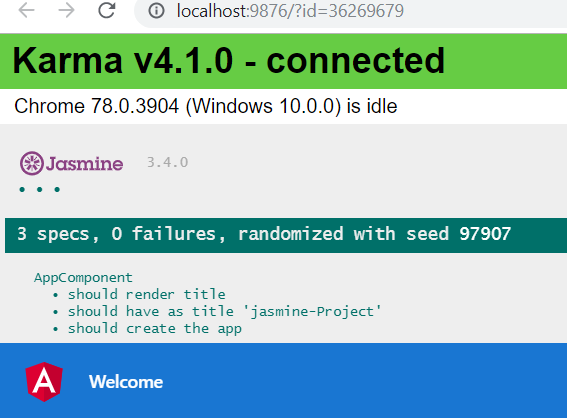 localhost:9876/?id=36269679
Karma v4.1.0 - connected
Chrome 78.0.3904 (Windows 10.0.0) is idle
Jasmine 3.4.0
• • •
3 specs, 0 failures, randomized with seed 97907
AppComponent
• should render title
• should have as title 'jasmine-Project'
• should create the app
A Welcome